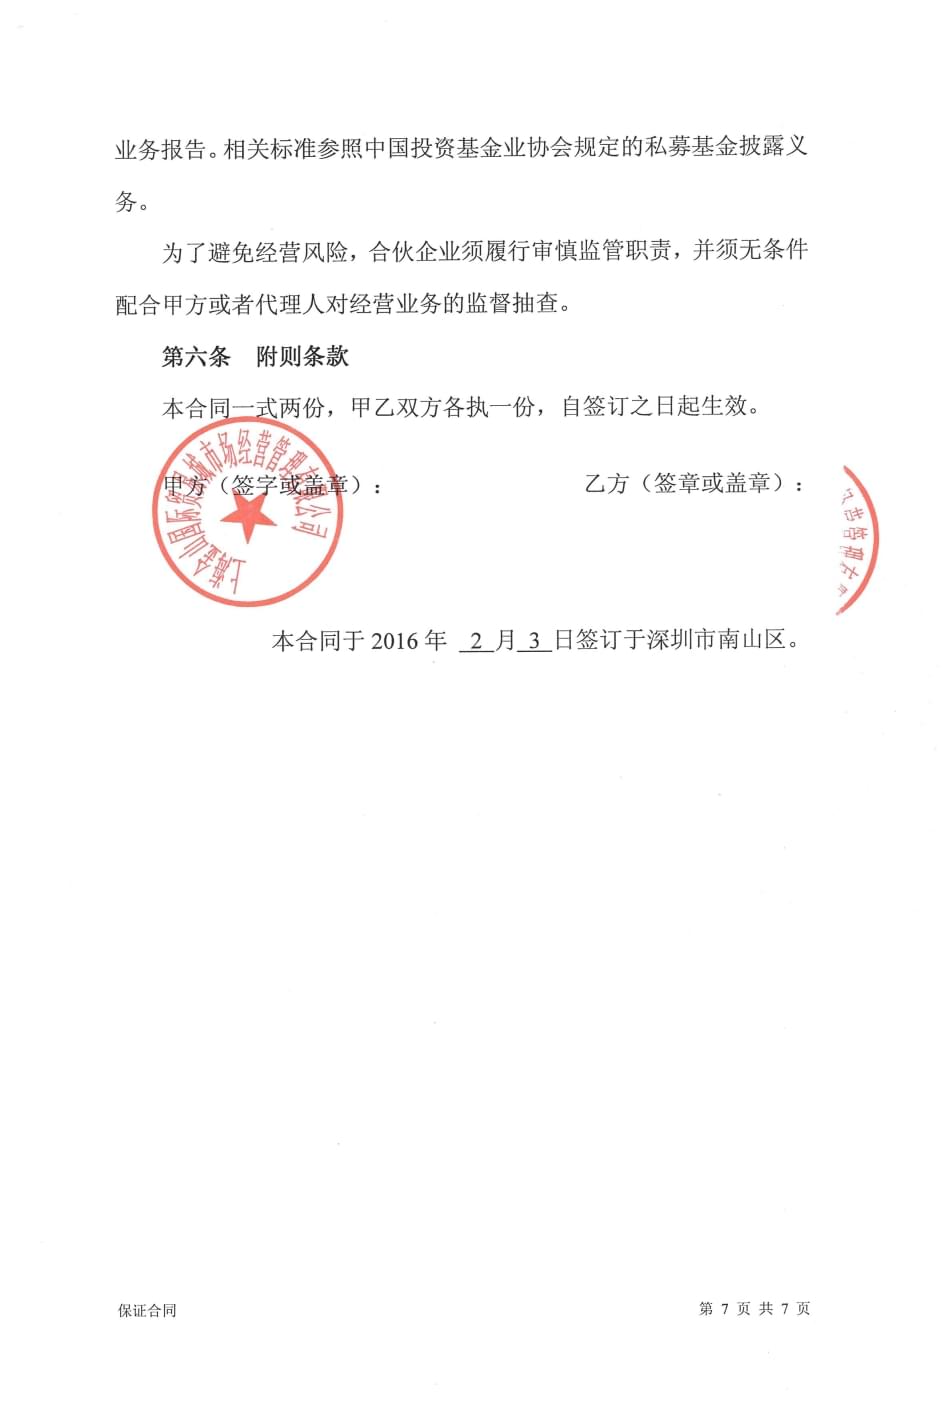 业务报告。相关标准参照中国投资基金业协会规定的私募基金披露义
务。
为了避免经营风险，合伙企业须履行审慎监管职责，并须无条件
配合甲方或者代理人对经营业务的监督抽查。
第六条 附则条款
本合同一式两份，甲乙双方各执一份，自签订之日起生效。
上海金山国际贸易城市场经营管理有限公司
甲方（签字或盖章）: 乙方（签章或盖章）:
营管理
本合同于 2016 年 2 月 3 日签订于深圳市南山区。
保证合同 第 7 页 共 7 页